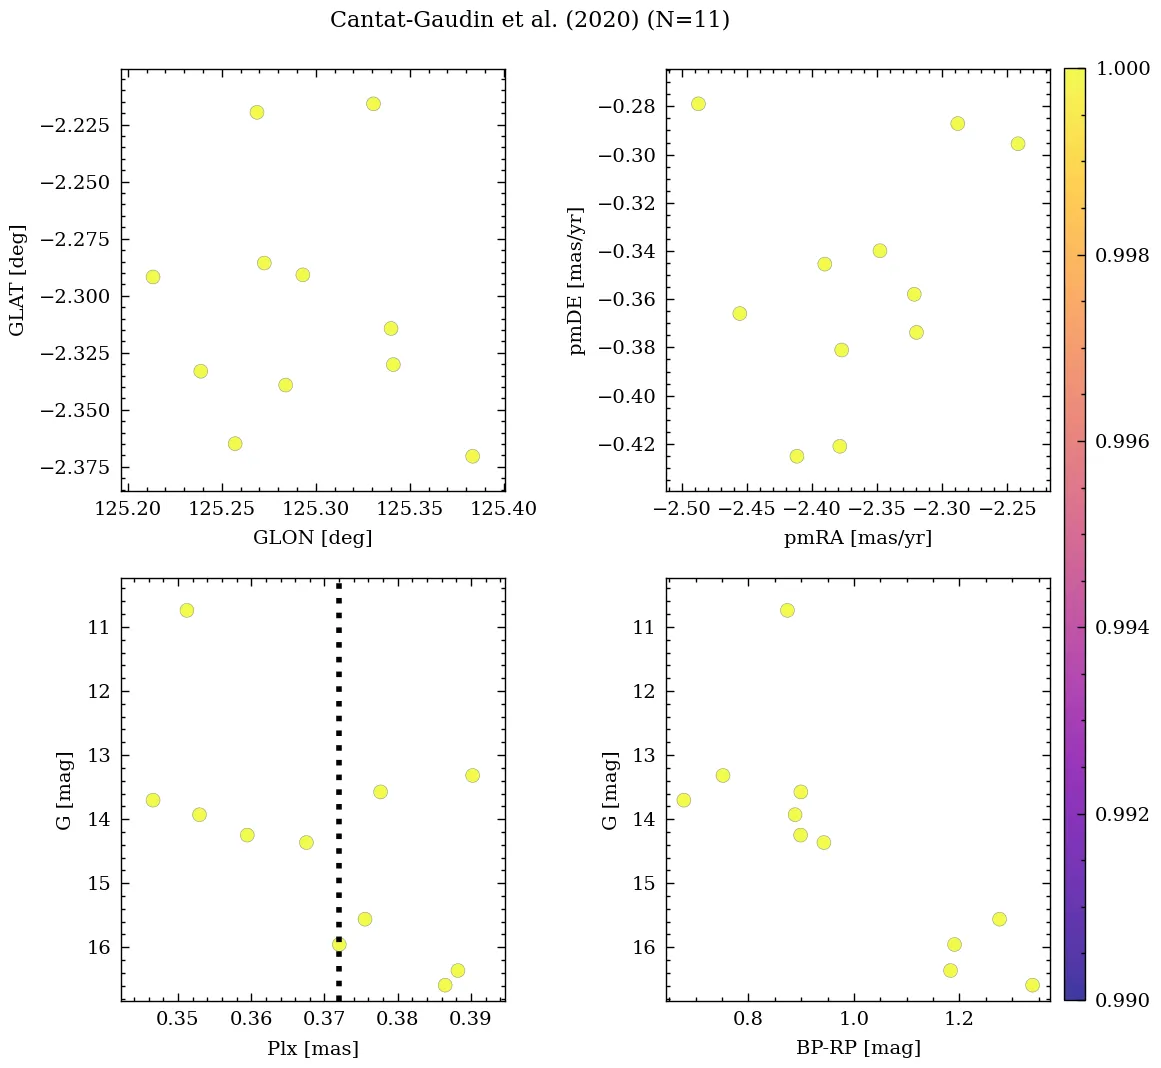 Cantat-Gaudin et al. (2020) (N=11)
−2.225
−2.250
−2.275
−2.300
−2.325
−2.350
−2.375
GLAT [deg]
125.20 125.25 125.30 125.35 125.40
GLON [deg]
−0.28
−0.30
−0.32
−0.34
−0.36
−0.38
−0.40
−0.42
pmDE [mas/yr]
−2.50 −2.45 −2.40 −2.35 −2.30 −2.25
pmRA [mas/yr]
11
12
13
14
15
16
G [mag]
0.35 0.36 0.37 0.38 0.39
Plx [mas]
11
12
13
14
15
16
G [mag]
0.8 1.0 1.2
BP-RP [mag]
1.000
0.998
0.996
0.994
0.992
0.990